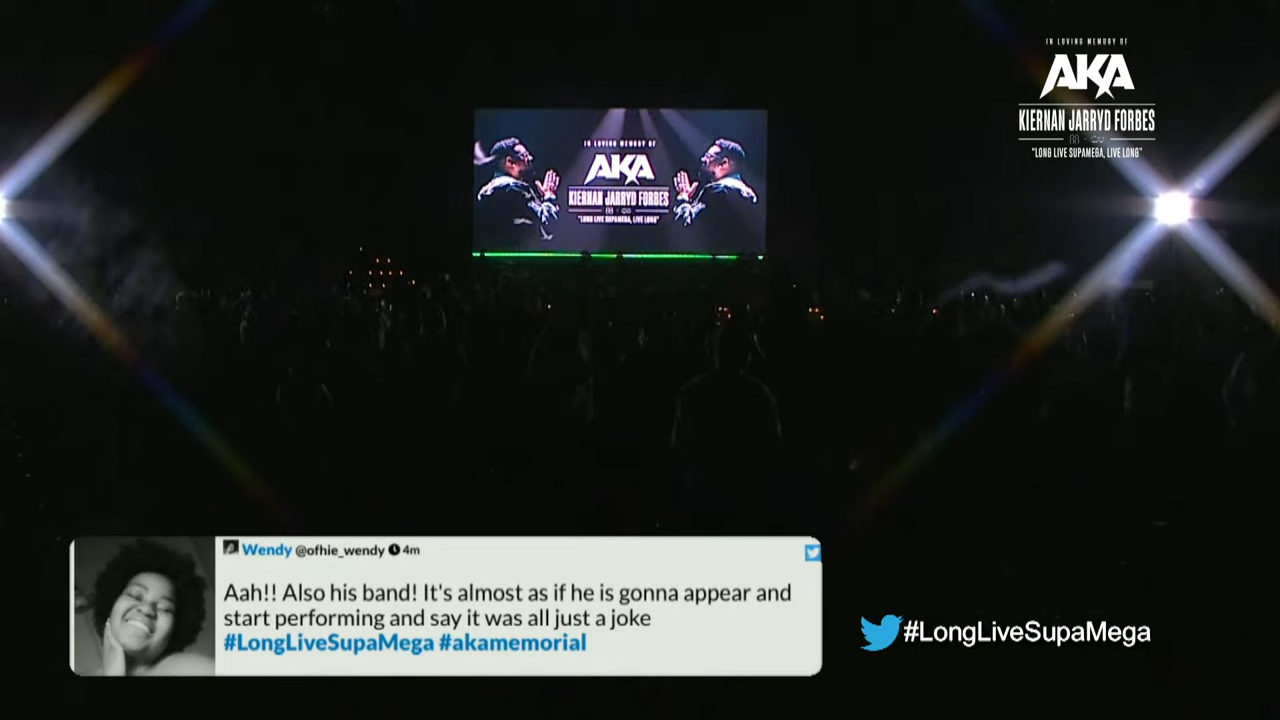 IN LOVING MEMORY OF
AKA
KIERNAN JARRYD FORBES
"LONG LIVE SUPAMEGA, LIVE LONG"
IN LOVING MEMORY OF
AKA
KIERNAN JARRYD FORBES
"LONG LIVE SUPAMEGA, LIVE LONG"
Wendy @ofhie_wendy 4m
Aah!! Also his band! It's almost as if he is gonna appear and
start performing and say it was all just a joke
#LongLiveSupaMega #akamemorial
#LongLiveSupaMega